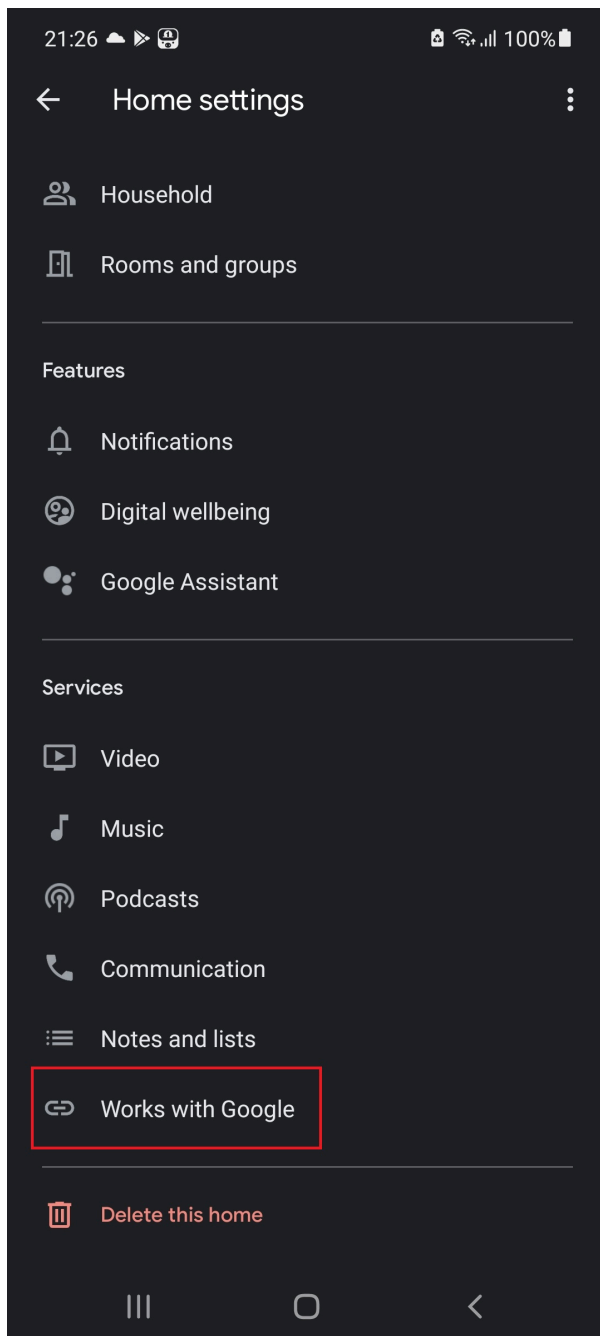 21:26 100%
Home settings
Household
Rooms and groups
Features
Notifications
Digital wellbeing
Google Assistant
Services
Video
Music
Podcasts
Communication
Notes and lists
Works with Google
Delete this home